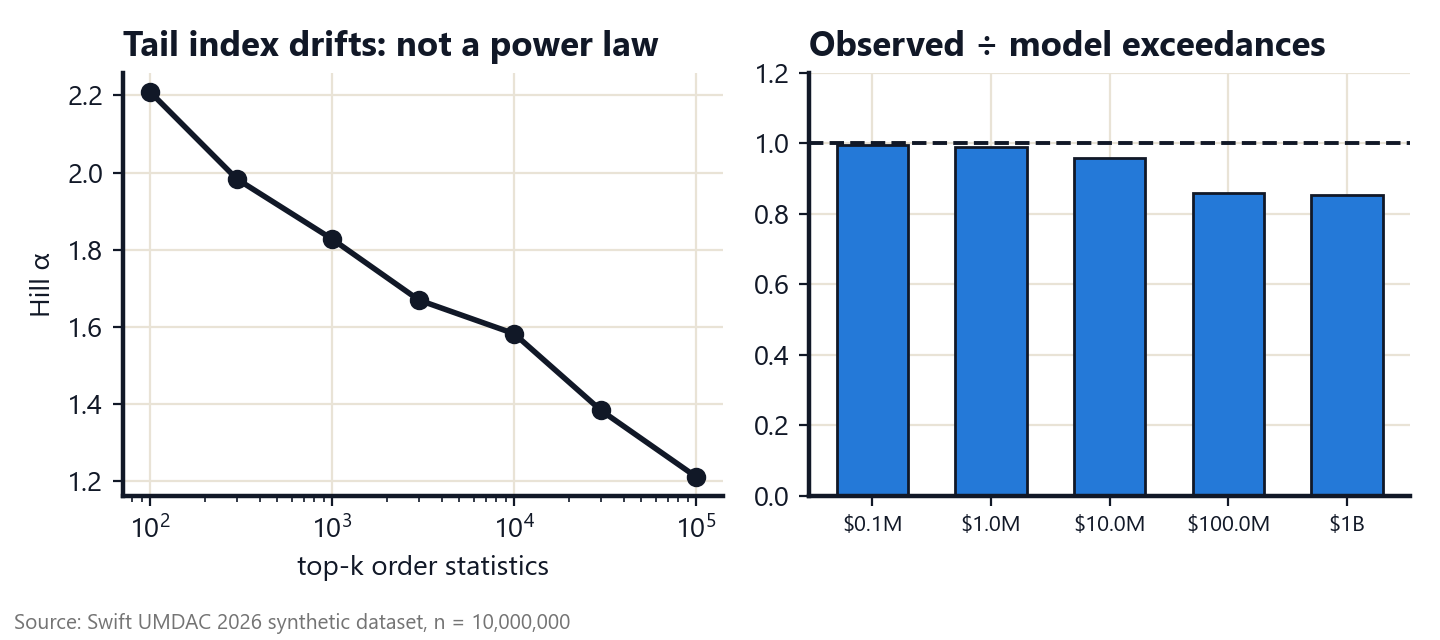 Tail index drifts: not a power law
Hill α
2.2
2.0
1.8
1.6
1.4
1.2
10²
10³
10⁴
10⁵
top-k order statistics
Observed ÷ model exceedances
1.2
1.0
0.8
0.6
0.4
0.2
0.0
$0.1M
$1.0M
$10.0M
$100.0M
$1B
Source: Swift UMDAC 2026 synthetic dataset, n = 10,000,000